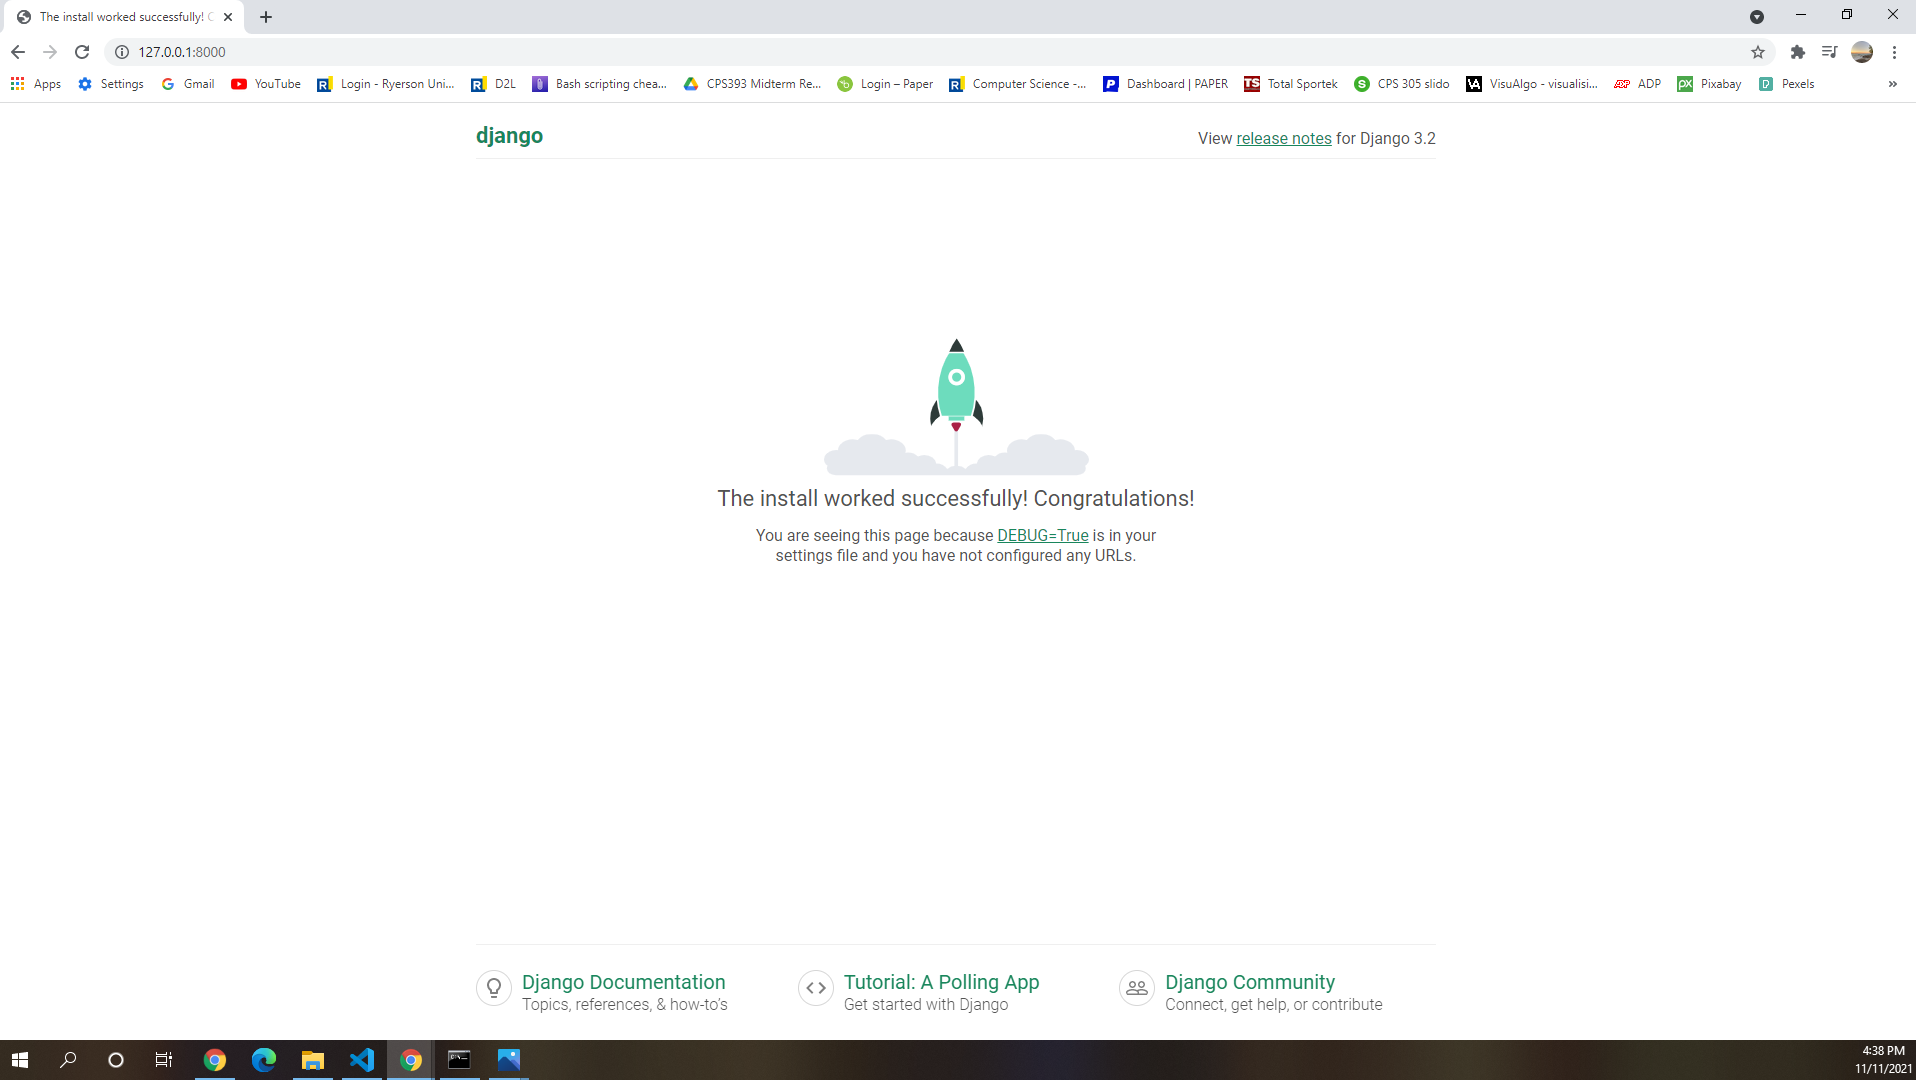 The install worked successfully! C
127.0.0.1:8000
Apps Settings Gmail YouTube Login - Ryerson Uni... D2L Bash scripting chea... CPS393 Midterm Re... Login – Paper Computer Science -... Dashboard | PAPER Total Sportek CPS 305 slido VisuAlgo - visualisi... ADP Pixabay Pexels »
django
View release notes for Django 3.2
The install worked successfully! Congratulations!
You are seeing this page because DEBUG=True is in your
settings file and you have not configured any URLs.
Django Documentation
Topics, references, & how-to’s
Tutorial: A Polling App
Get started with Django
Django Community
Connect, get help, or contribute
4:38 PM
11/11/2021